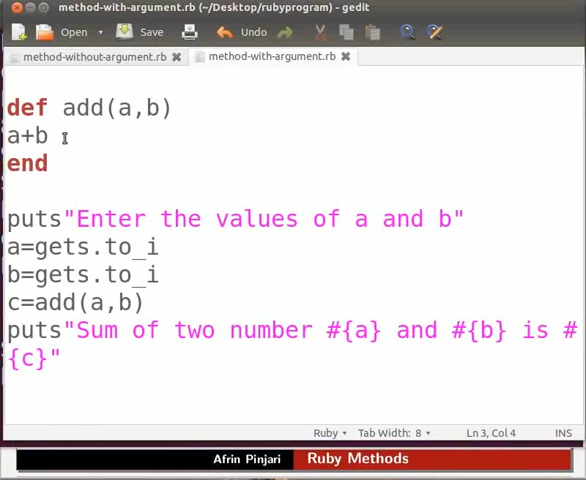 method-with-argument.rb (~/Desktop/rubyprogram) - gedit
Open Save Undo
method-without-argument.rb method-with-argument.rb
def add(a,b)
a+b
end
puts"Enter the values of a and b"
a=gets.to_i
b=gets.to_i
c=add(a,b)
puts"Sum of two number #{a} and #{b} is #
{c}"
Ruby Tab Width: 8 Ln 3, Col 4 INS
Afrin Pinjari Ruby Methods